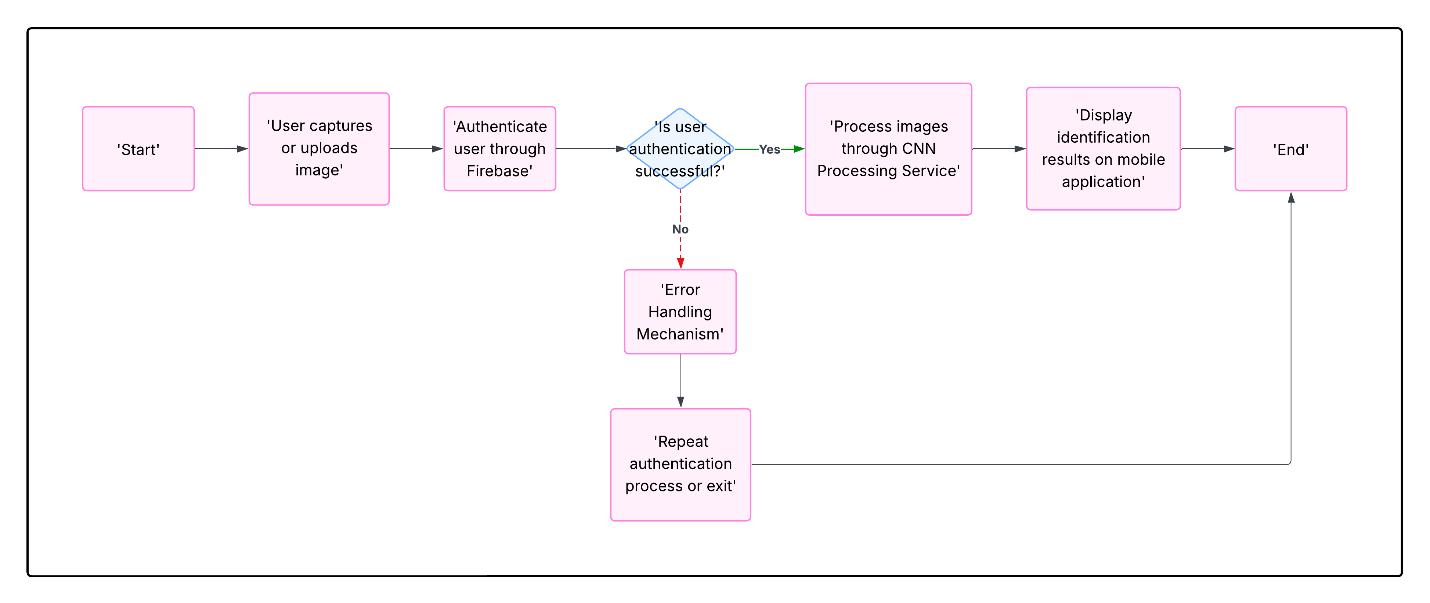 'Start'
'User captures
or uploads
image'
'Authenticate
user through
Firebase'
'Is user
authentication
successful?'
Yes
'Process images
through CNN
Processing Service'
'Display
identification
results on mobile
application'
'End'
No
'Error
Handling
Mechanism'
'Repeat
authentication
process or exit'